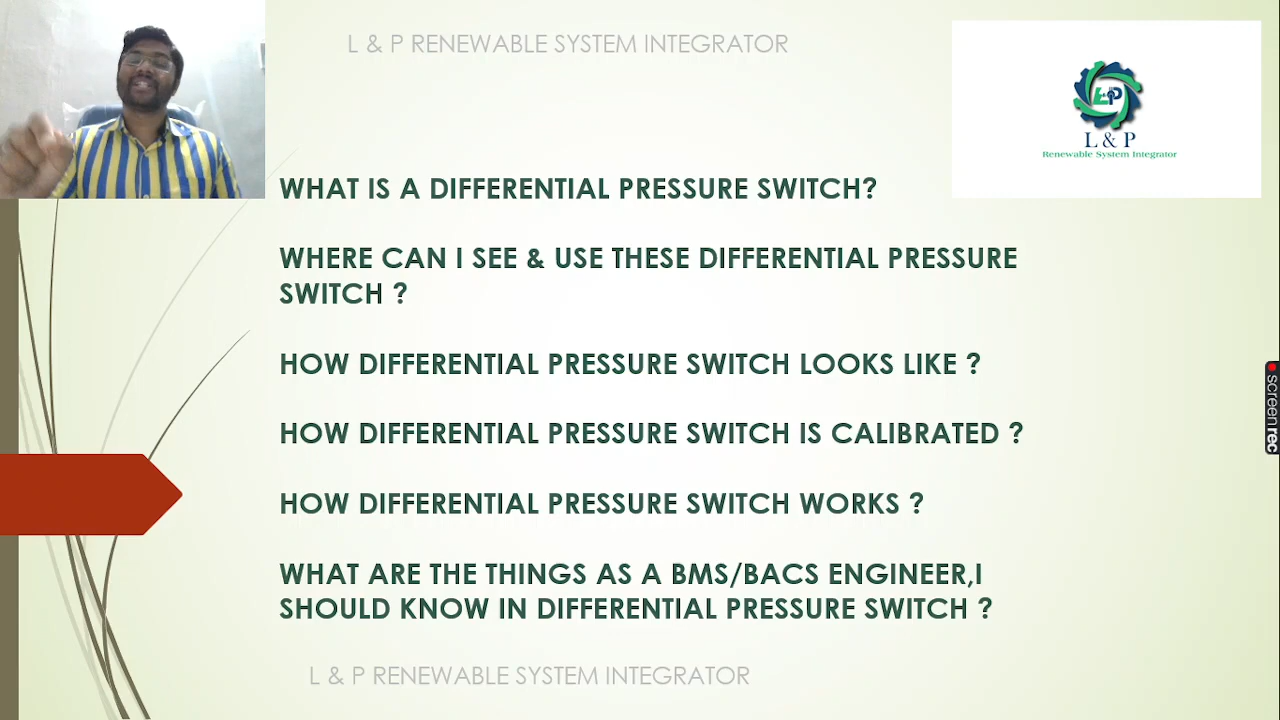 L & P RENEWABLE SYSTEM INTEGRATOR
L&P
L & P
Renewable System Integrator
WHAT IS A DIFFERENTIAL PRESSURE SWITCH?
WHERE CAN I SEE & USE THESE DIFFERENTIAL PRESSURE
SWITCH ?
HOW DIFFERENTIAL PRESSURE SWITCH LOOKS LIKE ?
HOW DIFFERENTIAL PRESSURE SWITCH IS CALIBRATED ?
HOW DIFFERENTIAL PRESSURE SWITCH WORKS ?
WHAT ARE THE THINGS AS A BMS/BACS ENGINEER,I
SHOULD KNOW IN DIFFERENTIAL PRESSURE SWITCH ?
L & P RENEWABLE SYSTEM INTEGRATOR
screenrec